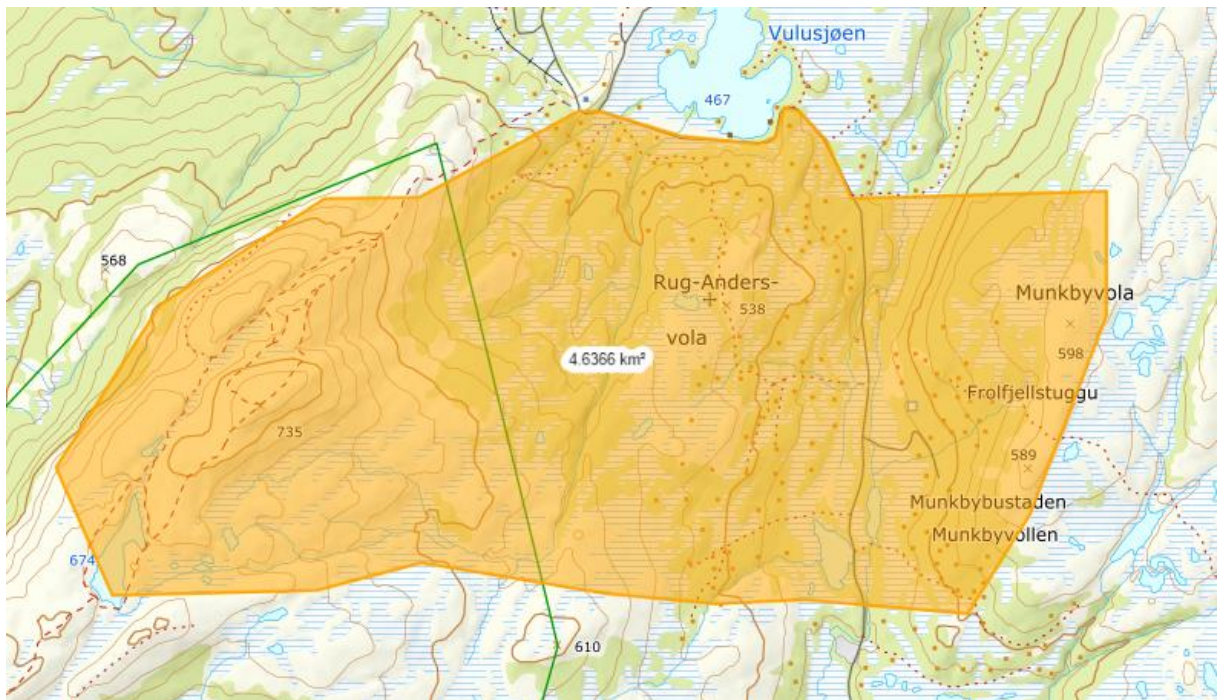 Vulusjøen
467
568
Rug-Anders-
538
vola
Munkbyvola
598
4.6366 km²
Frolfjellstuggu
735
589
Munkbybustaden
Munkbyvollen
674
610